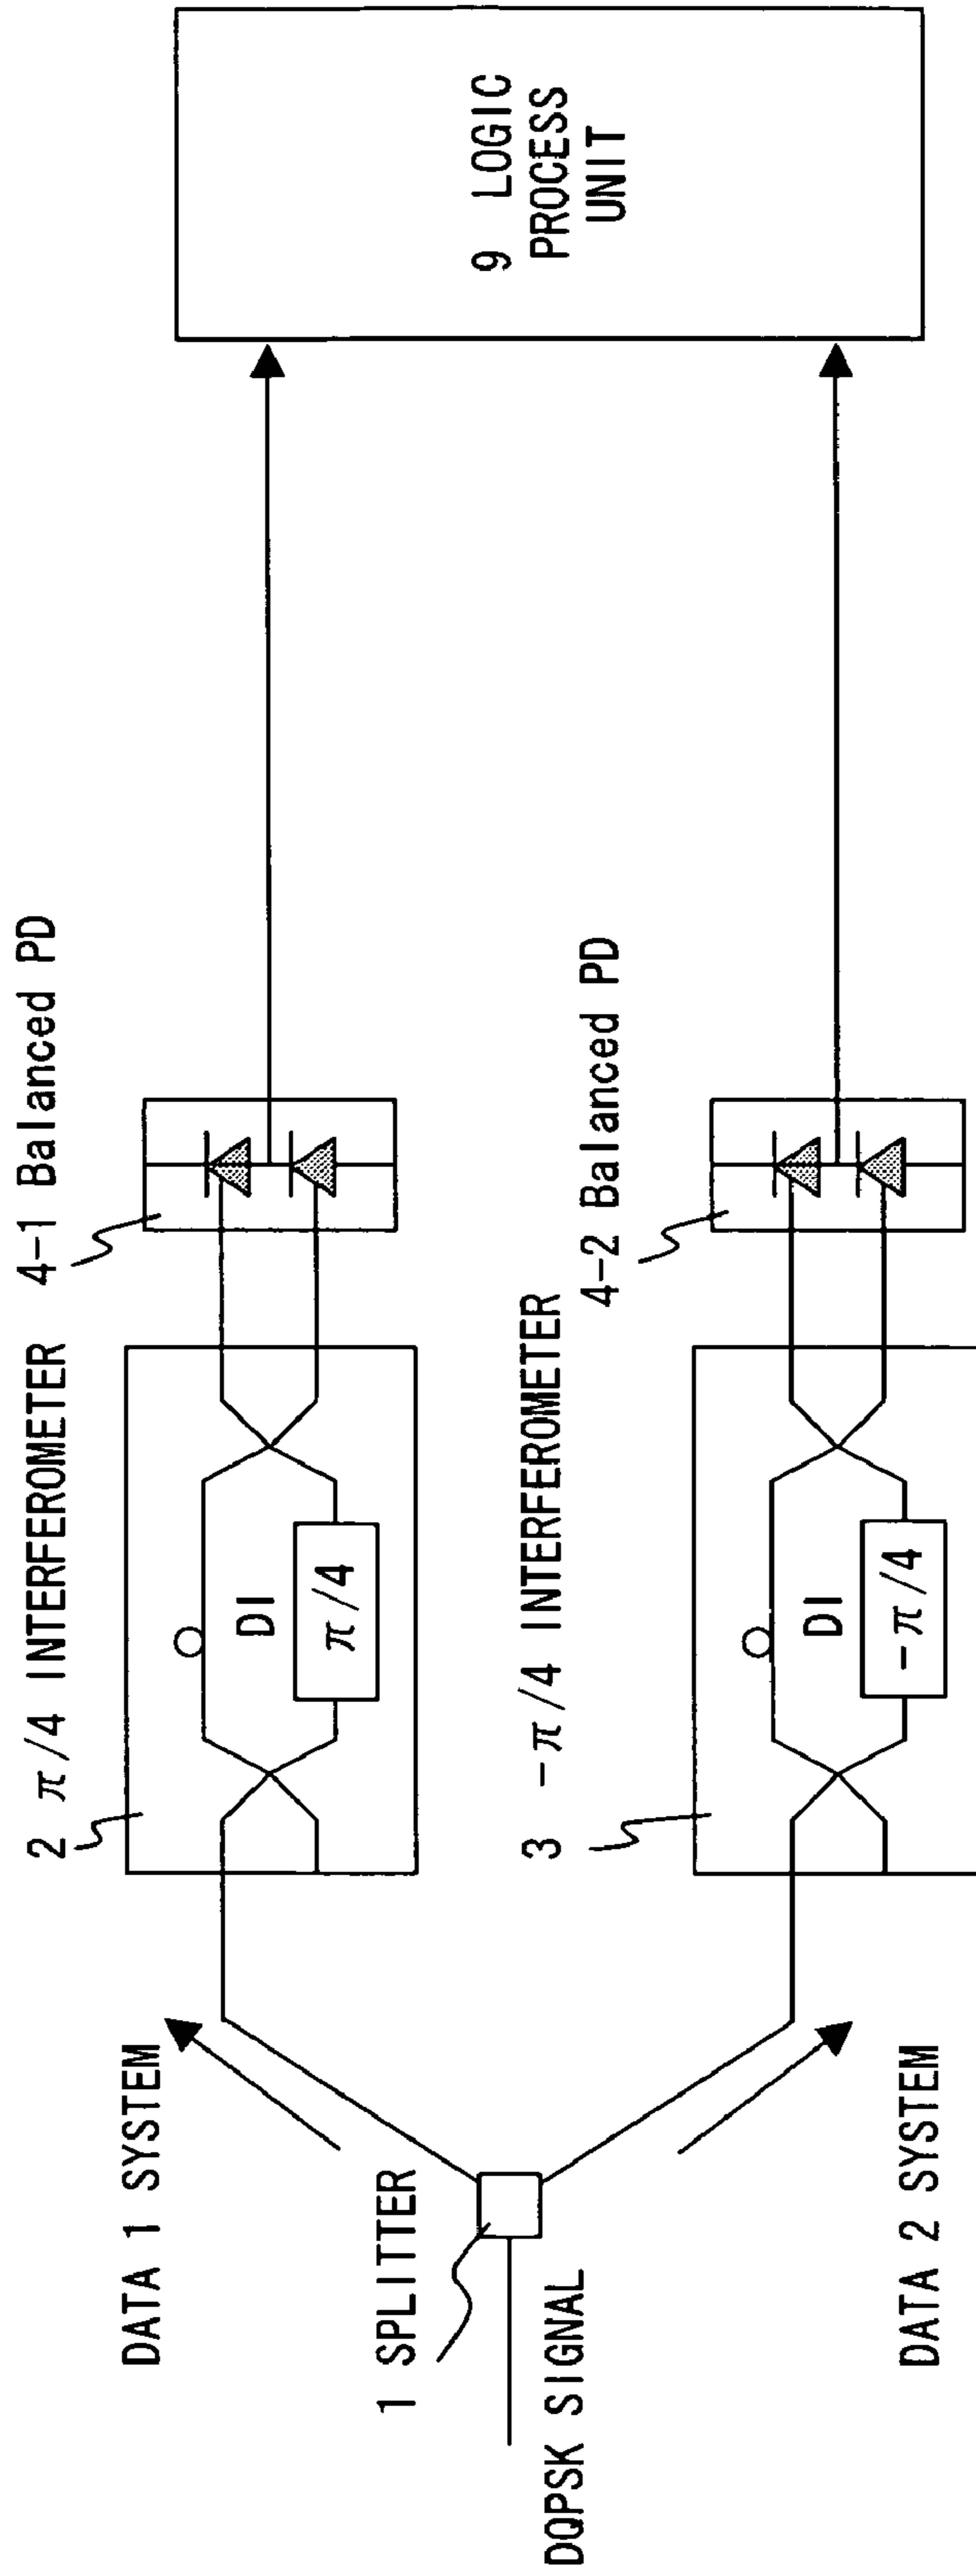 DATA 1 SYSTEM
2 π/4 INTERFEROMETER
4-1 Balanced PD
DI
π/4
1 SPLITTER
DQPSK SIGNAL
9 LOGIC
PROCESS
UNIT
3 -π/4 INTERFEROMETER
4-2 Balanced PD
DI
-π/4
DATA 2 SYSTEM